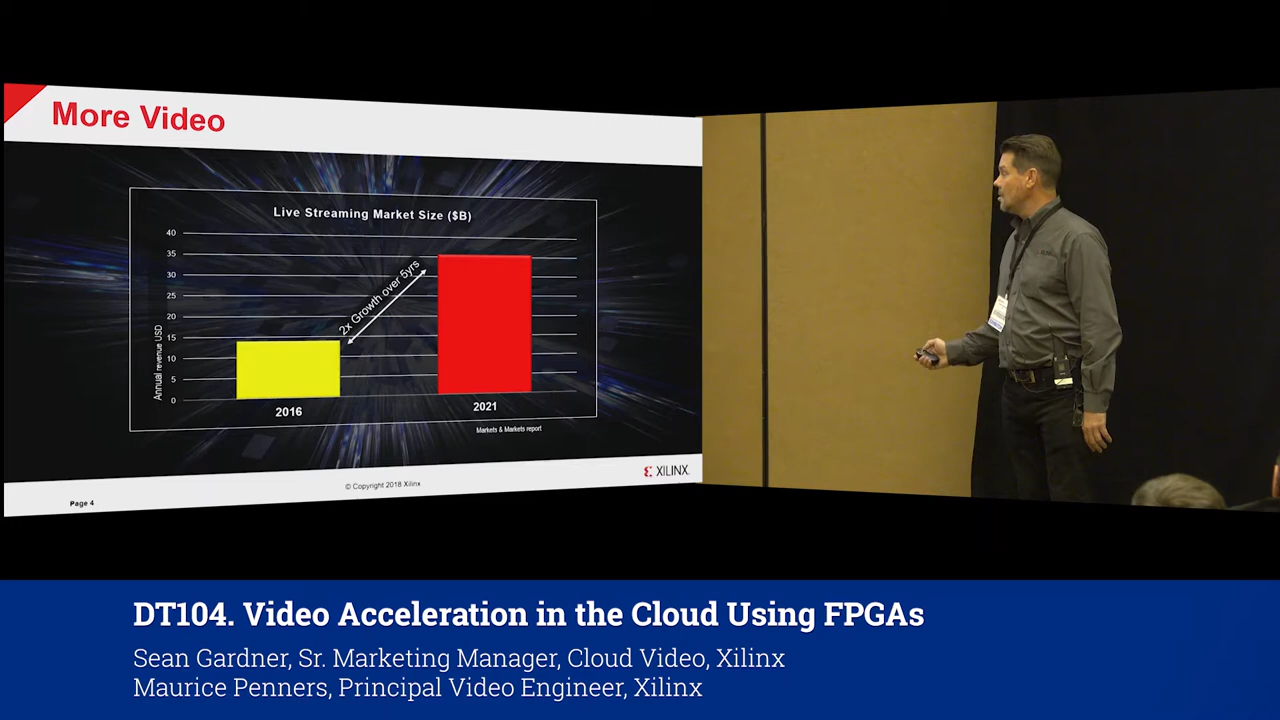 More Video
Live Streaming Market Size ($B)
40
35
30
25
20
15
10
5
0
Annual revenue USD
2x Growth over 5yrs
2016
2021
Markets & Markets report
XILINX
© Copyright 2018 Xilinx
Page 4
DT104. Video Acceleration in the Cloud Using FPGAs
Sean Gardner, Sr. Marketing Manager, Cloud Video, Xilinx
Maurice Penners, Principal Video Engineer, Xilinx